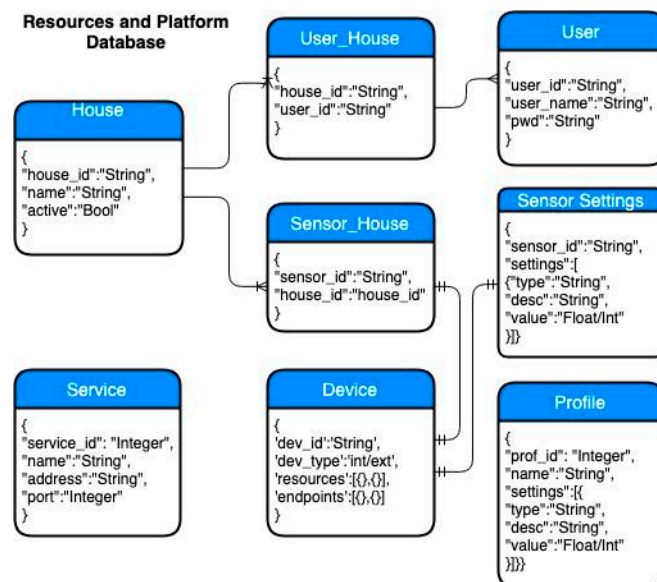 Resources and Platform
Database
User_House
{
"house_id":"String",
"user_id":"String"
}
User
{
"user_id":"String",
"user_name":"String",
"pwd":"String"
}
House
{
"house_id":"String",
"name":"String",
"active":"Bool"
}
Sensor_House
{
"sensor_id":"String",
"house_id":"house_id"
}
Sensor Settings
{
"sensor_id":"String",
"settings":[
{"type":"String",
"desc":"String",
"value":"Float/Int"
}]}
Service
{
"service_id": "Integer",
"name":"String",
"address":"String",
"port":"Integer"
}
Device
{
'dev_id':'String',
'dev_type':'int/ext',
'resources':[{},{}],
'endpoints':[{},{}]
}
Profile
{
"prof_id": "Integer",
"name":"String",
"settings":[{
"type":"String",
"desc":"String",
"value":"Float/Int"
}]}}